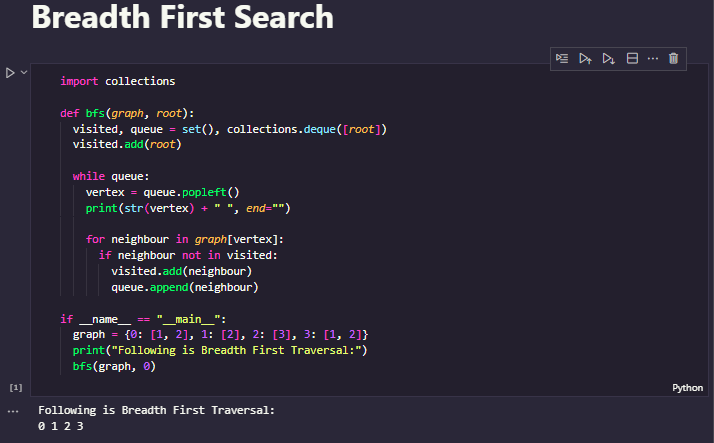 Breadth First Search
import collections
def bfs(graph, root):
visited, queue = set(), collections.deque([root])
visited.add(root)
while queue:
vertex = queue.popleft()
print(str(vertex) + " ", end="")
for neighbour in graph[vertex]:
if neighbour not in visited:
visited.add(neighbour)
queue.append(neighbour)
if __name__ == "__main__":
graph = {0: [1, 2], 1: [2], 2: [3], 3: [1, 2]}
print("Following is Breadth First Traversal:")
bfs(graph, 0)
[1]
Python
Following is Breadth First Traversal:
0 1 2 3